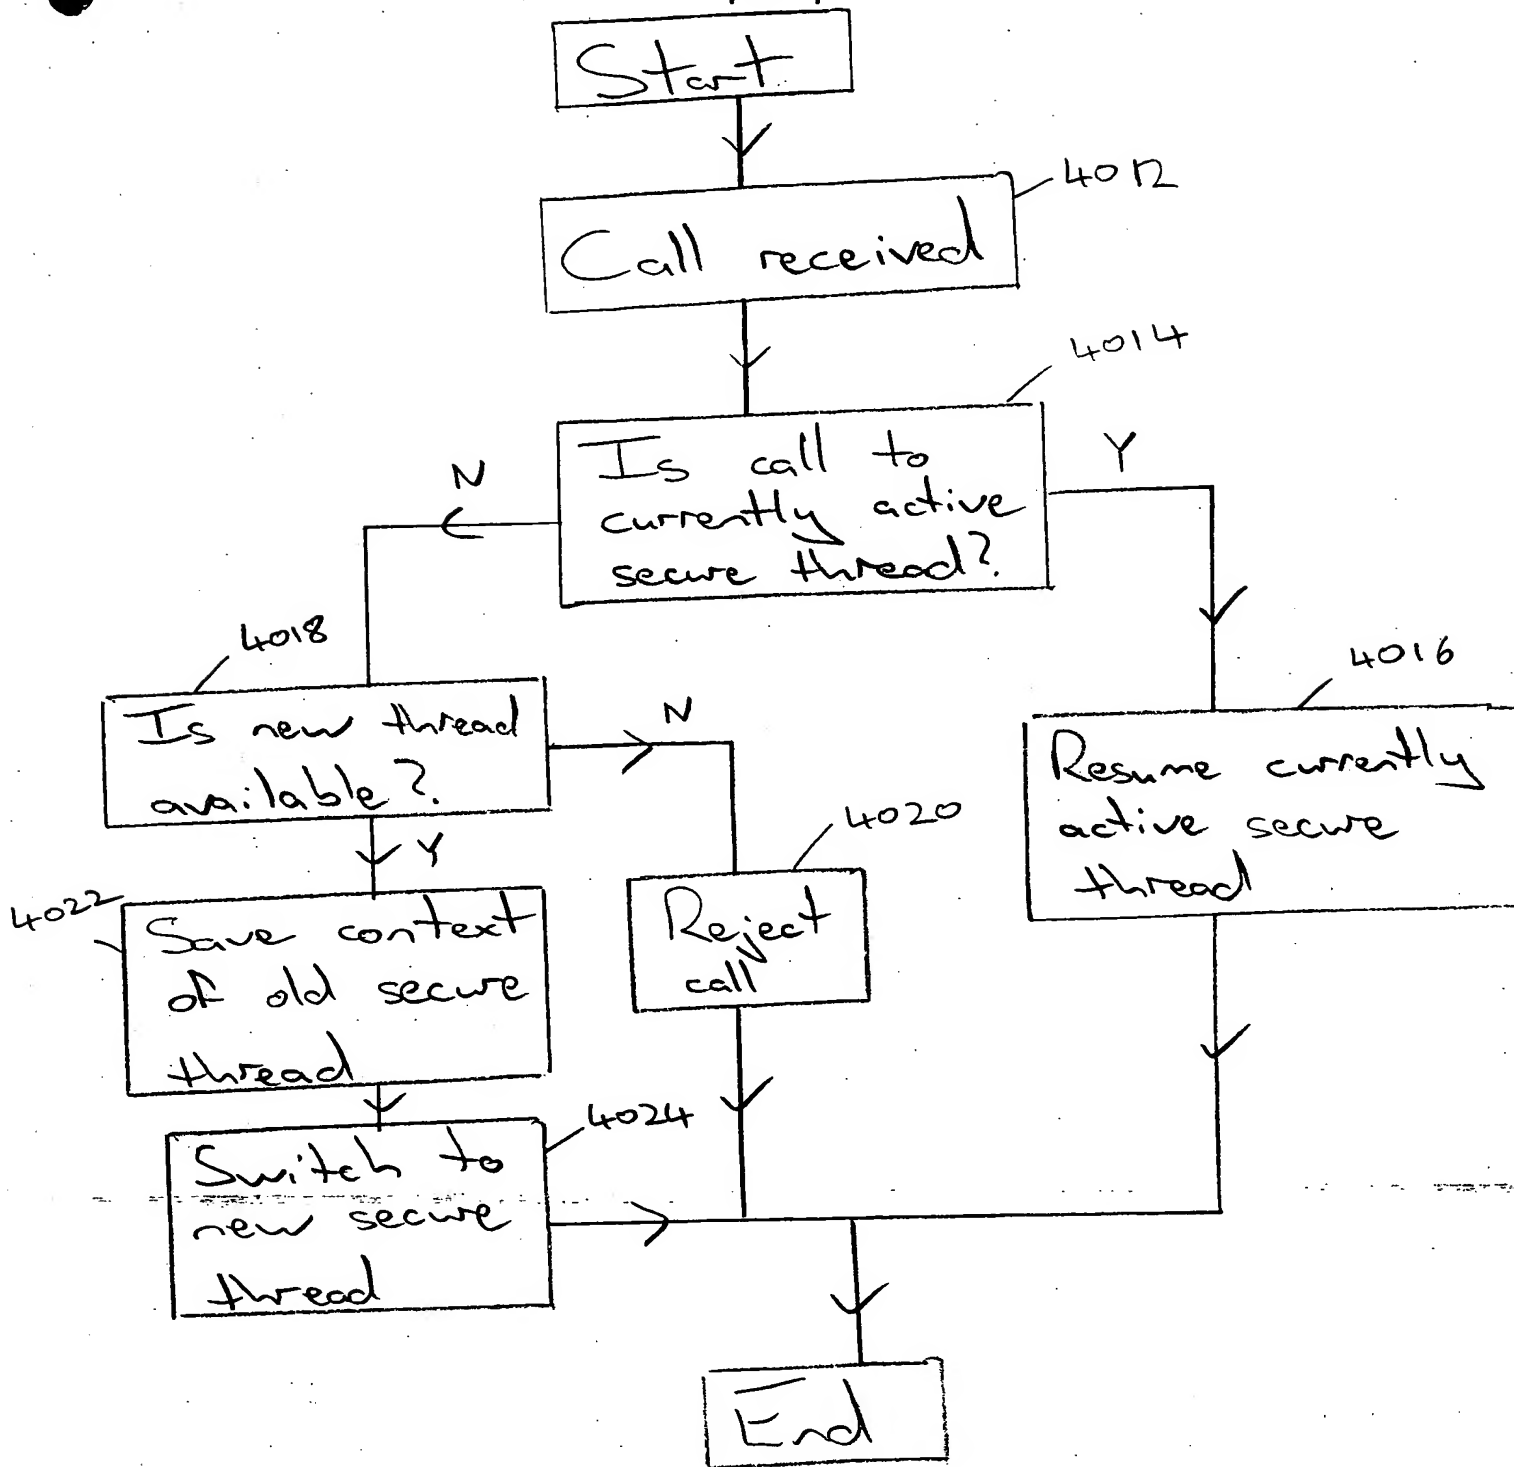 Start
4012
Call received
4014
Is call to
currently active
secure thread?
N
Y
4018
Is new thread
available?
N
4016
Resume currently
active secure
thread
Y
4020
Reject
call
4022
Save context
of old secure
thread
4024
Switch to
new secure
thread
End